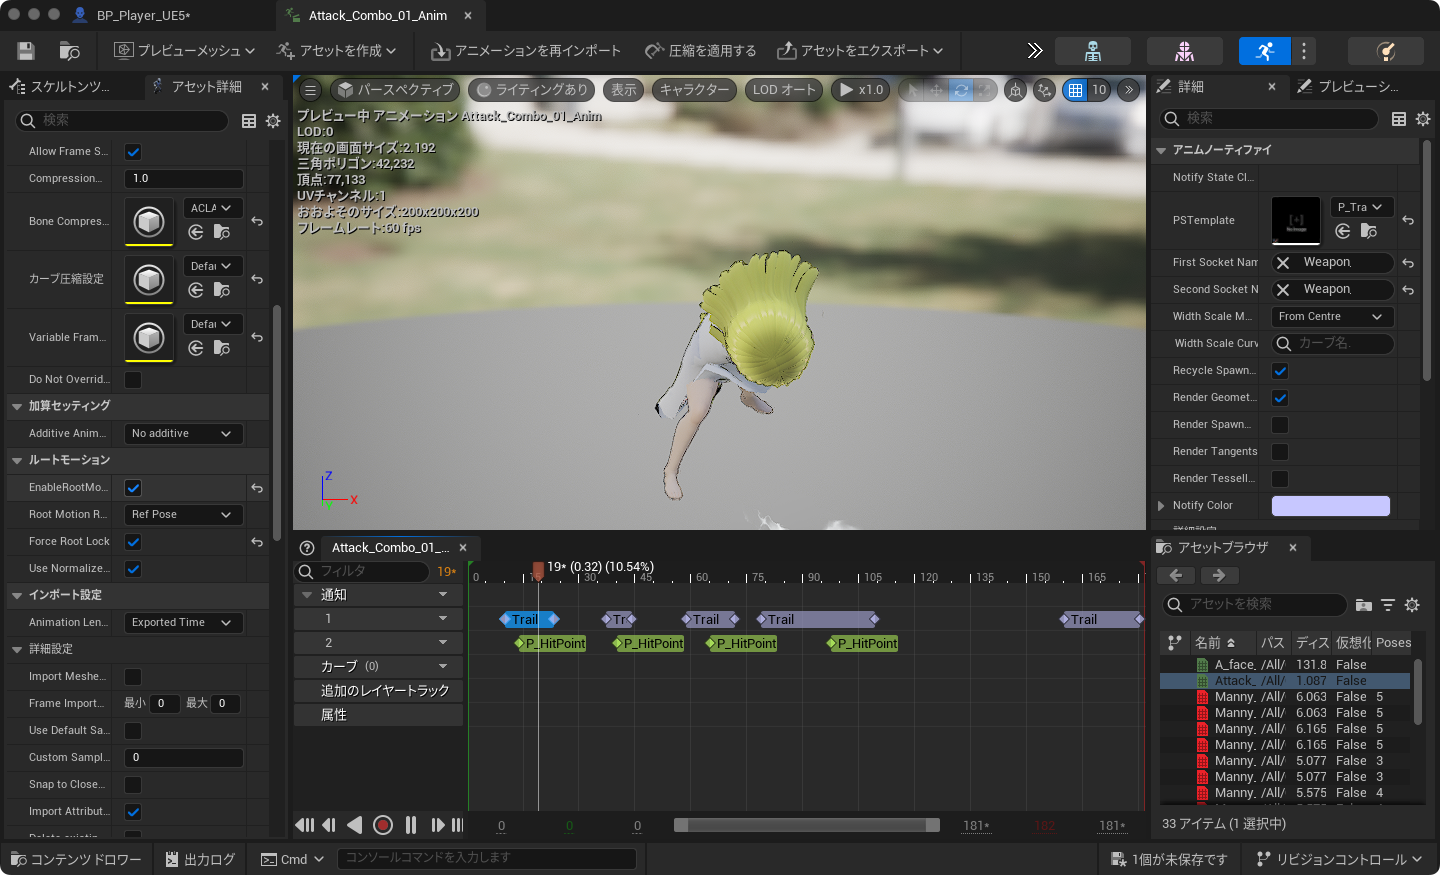 BP_Player_UE5*
Attack_Combo_01_Anim
プレビューメッシュ
アセットを作成
アニメーションを再インポート
圧縮を適用する
アセットをエクスポート
スケルトンツ...
アセット詳細
検索
Allow Frame S...
Compression... 1.0
Bone Compres... ACLA
カーブ圧縮設定 Defau
Variable Fram... Defau
Do Not Overrid...
加算セッティング
Additive Anim... No additive
ルートモーション
EnableRootMo...
Root Motion R... Ref Pose
Force Root Lock
Use Normalize...
インポート設定
Animation Len... Exported Time
詳細設定
Import Meshe...
Frame Import... 最小 0 最大 0
Use Default Sa...
Custom Sampl... 0
Snap to Close...
Import Attribut...
パースペクティブ
ライティングあり
表示
キャラクター
LOD オート
x1.0
10
プレビュー中 アニメーション Attack_Combo_01_Anim
LOD:0
現在の画面サイズ:2.192
三角ポリゴン:42,232
頂点:77,133
UVチャンネル:1
おおよそのサイズ:200x200x200
フレームレート:60 fps
Z
X
Attack_Combo_01_...
フィルタ 19*
19* (0.32) (10.54%)
0 15 30 45 60 75 90 105 120 135 150 165
通知
1 Trail Tr Trail Trail Trail
2 P_HitPoint P_HitPoint P_HitPoint P_HitPoint
カーブ (0)
追加のレイヤートラック
属性
0 0 0 181* 182 181*
詳細
プレビューシ...
検索
アニムノーティファイ
Notify State Cl...
PSTemplate P_Tra
First Socket Nam Weapon_
Second Socket N Weapon_
Width Scale M... From Centre
Width Scale Curv カーブ名.
Recycle Spawn...
Render Geomet...
Render Spawn...
Render Tangents
Render Tessell...
Notify Color
詳細設定
アセットブラウザ
アセットを検索
名前 パス ディス 仮想化 Poses
A_face_ /All/ 131.8 False
Attack_ /All/ 1.087 False
Manny_ /All/ 6.063 False 5
Manny_ /All/ 6.063 False 5
Manny_ /All/ 6.165 False 5
Manny_ /All/ 6.165 False 5
Manny_ /All/ 5.077 False 3
Manny_ /All/ 5.077 False 3
Manny_ /All/ 5.575 False 4
33 アイテム (1 選択中)
コンテンツ ドロワー
出力ログ
Cmd
コンソールコマンドを入力します
1個が未保存です
リビジョンコントロール